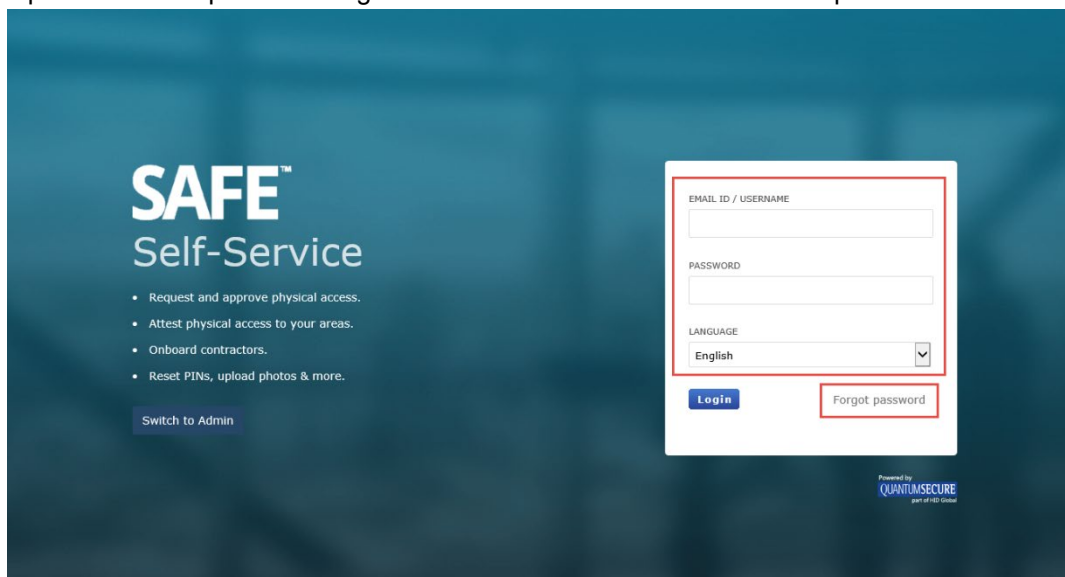 SAFE™
Self-Service
• Request and approve physical access.
• Attest physical access to your areas.
• Onboard contractors.
• Reset PINs, upload photos & more.
Switch to Admin
EMAIL ID / USERNAME
PASSWORD
LANGUAGE
English
Login
Forgot password
Powered by
QUANTUMSECURE
part of HID Global